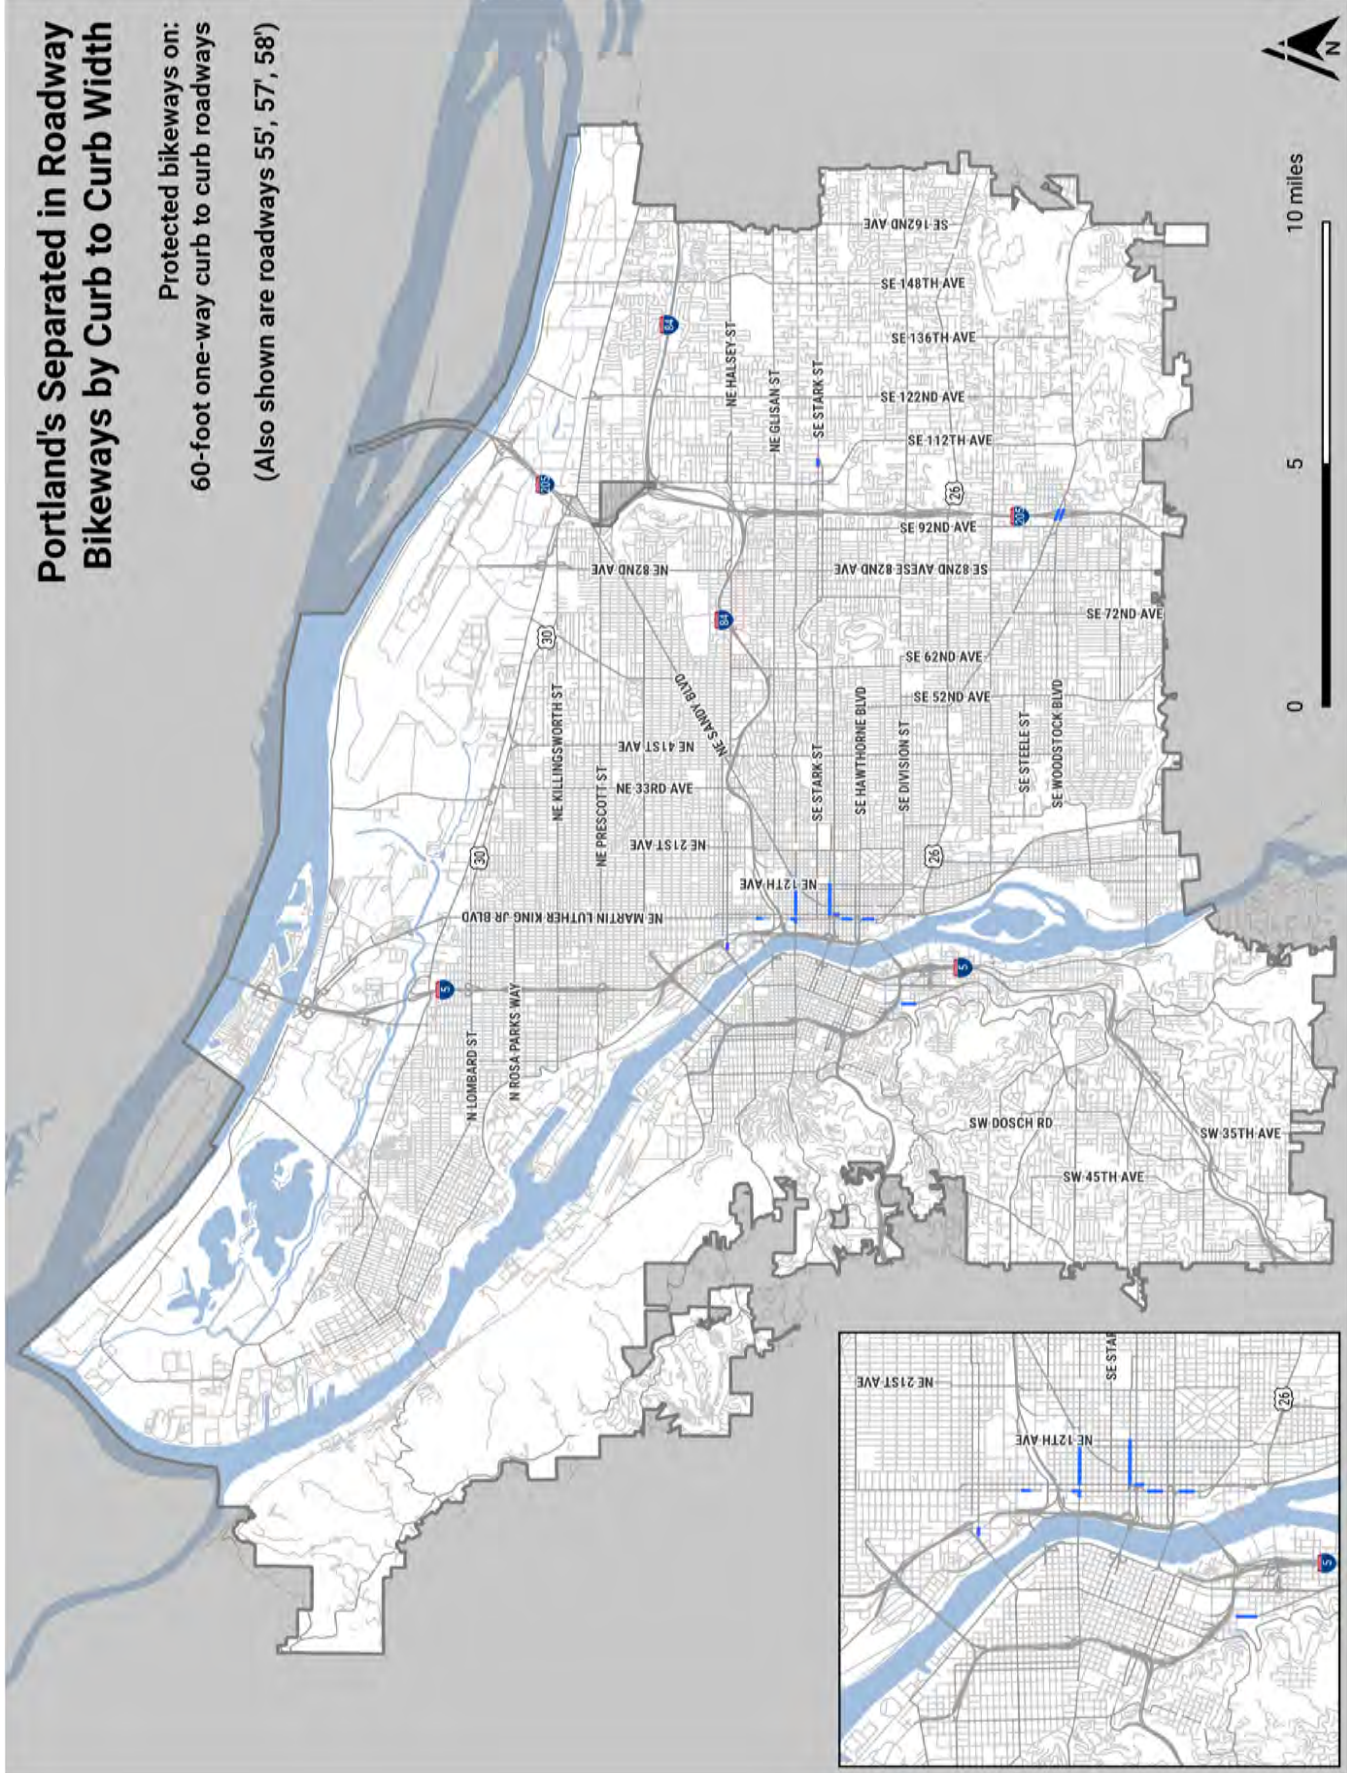 Portland's Separated in Roadway
Bikeways by Curb to Curb Width
Protected bikeways on:
60-foot one-way curb to curb roadways
(Also shown are roadways 55', 57', 58')
N
0 5 10 miles
205
84
30
NE 82ND AVE
84
NE SANDY BLVD
NE KILLINGSWORTH ST
NE PRESCOTT ST
NE 41ST AVE
NE 33RD AVE
NE 21ST AVE
30
NE MARTIN LUTHER KING JR BLVD
NE 12TH AVE
5
N LOMBARD ST
N ROSA PARKS WAY
NE HALSEY ST
NE GLISAN ST
SE STARK ST
SE 162ND AVE
SE 148TH AVE
SE 136TH AVE
SE 122ND AVE
SE 112TH AVE
26
205
SE 92ND AVE
SE 82ND AVESE 82ND AVE
SE 72ND AVE
SE 62ND AVE
SE 52ND AVE
SE STARK ST
SE HAWTHORNE BLVD
SE DIVISION ST
SE STEELE ST
SE WOODSTOCK BLVD
26
5
SW DOSCH RD
SW 35TH AVE
SW 45TH AVE
NE 21ST AVE
SE STAR
NE 12TH AVE
26
5